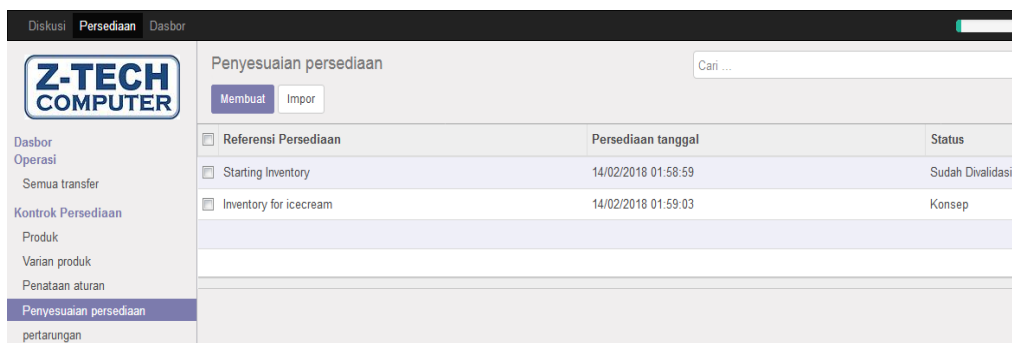 Diskusi Persediaan Dasbor
Z-TECH
COMPUTER
Dasbor
Operasi
Semua transfer
Kontrok Persediaan
Produk
Varian produk
Penataan aturan
Penyesuaian persediaan
pertarungan
Penyesuaian persediaan
Cari ...
Membuat Impor
Referensi Persediaan Persediaan tanggal Status
Starting Inventory 14/02/2018 01:58:59 Sudah Divalidasi
Inventory for icecream 14/02/2018 01:59:03 Konsep